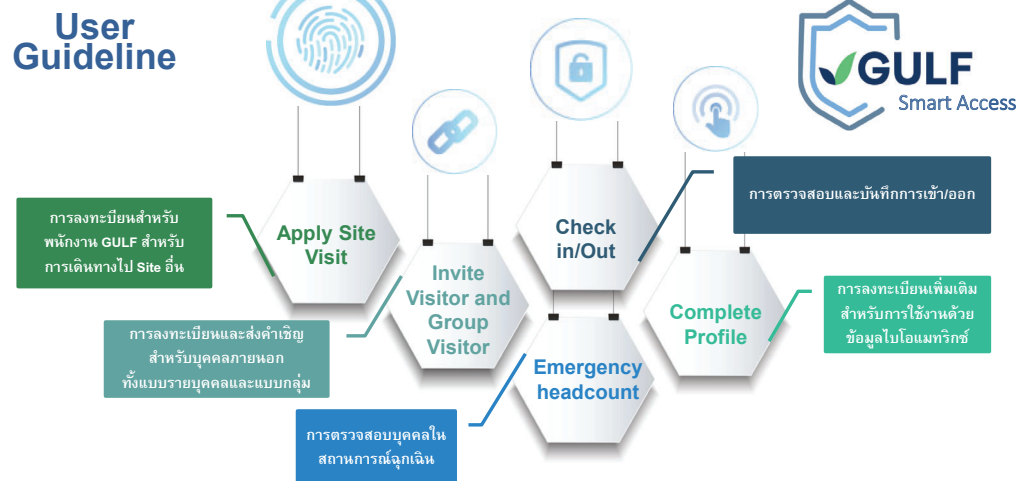 User
Guideline
GULF
Smart Access
การลงทะบียนสำหรับ
พนักงาน GULF สำหรับ
การเดินทางไป Site อื่น
Apply Site
Visit
การลงทะเบียนและส่งคำเชิญ
สำหรับบุคคลภายนอก
ทั้งแบบรายบุคคลและแบบกลุ่ม
Invite
Visitor and
Group
Visitor
Check
in/Out
การตรวจสอบและบันทึกการเข้า/ออก
Emergency
headcount
การตรวจสอบบุคคลใน
สถานการณ์ฉุกเฉิน
Complete
Profile
การลงทะเบียนเพิ่มเติม
สำหรับการใช้งานด้วย
ข้อมูลไบโอแมทริกซ์